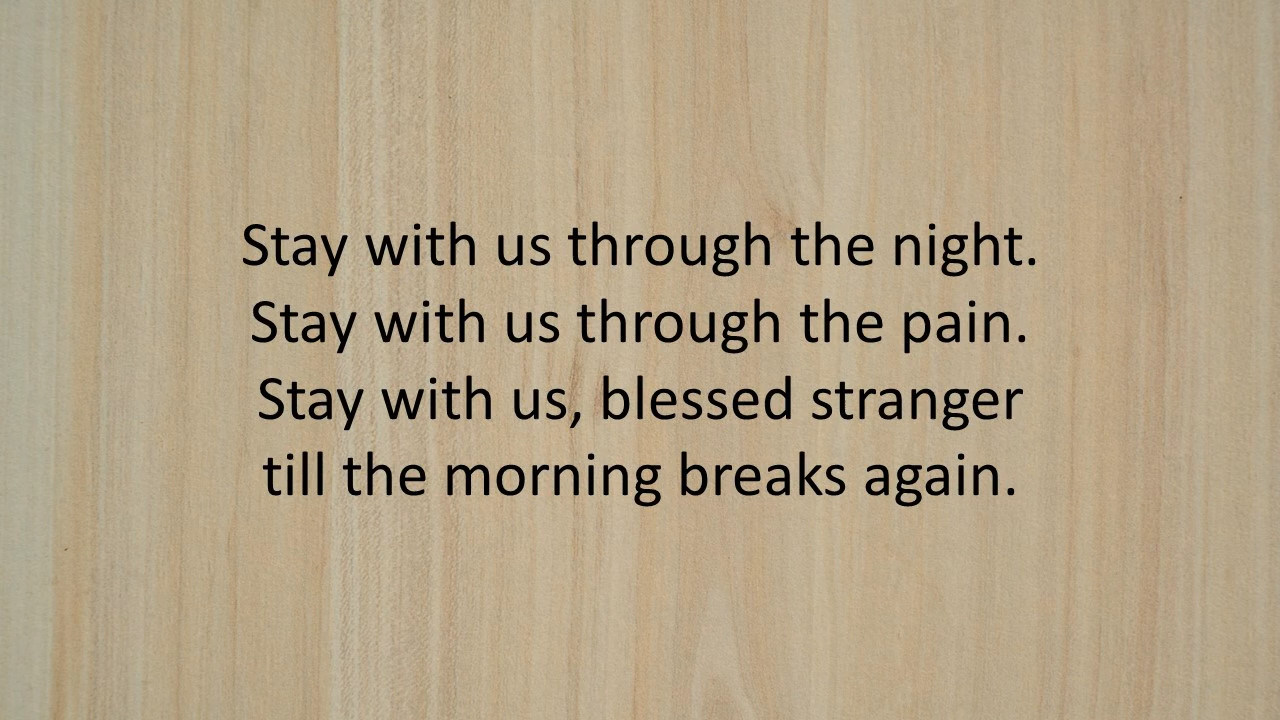 Stay with us through the night.
Stay with us through the pain.
Stay with us, blessed stranger
till the morning breaks again.